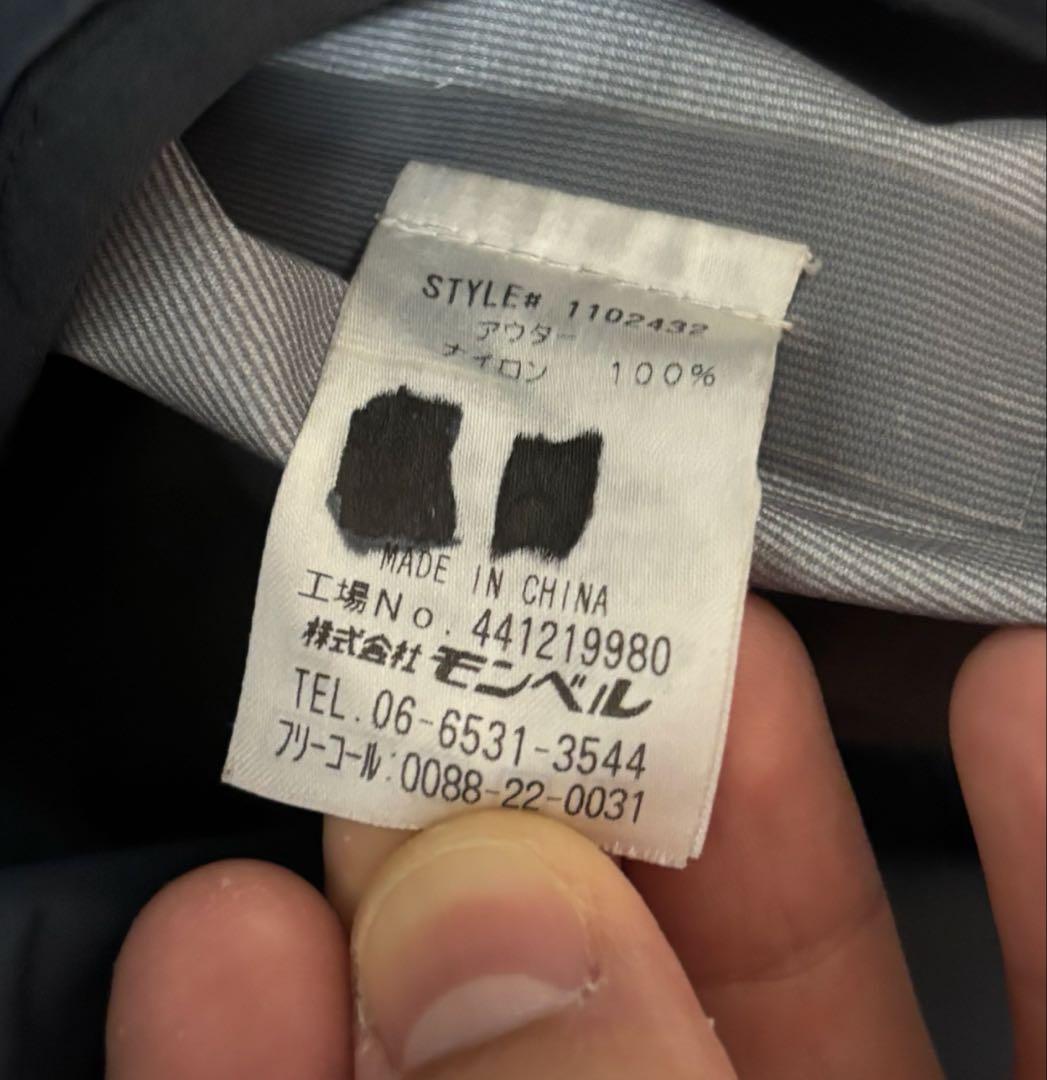 STYLE# 1102432
アウター
ナイロン 100%
MADE IN CHINA
工場No. 441219980
株式会社モンベル
TEL.06-6531-3544
フリーコール:0088-22-0031